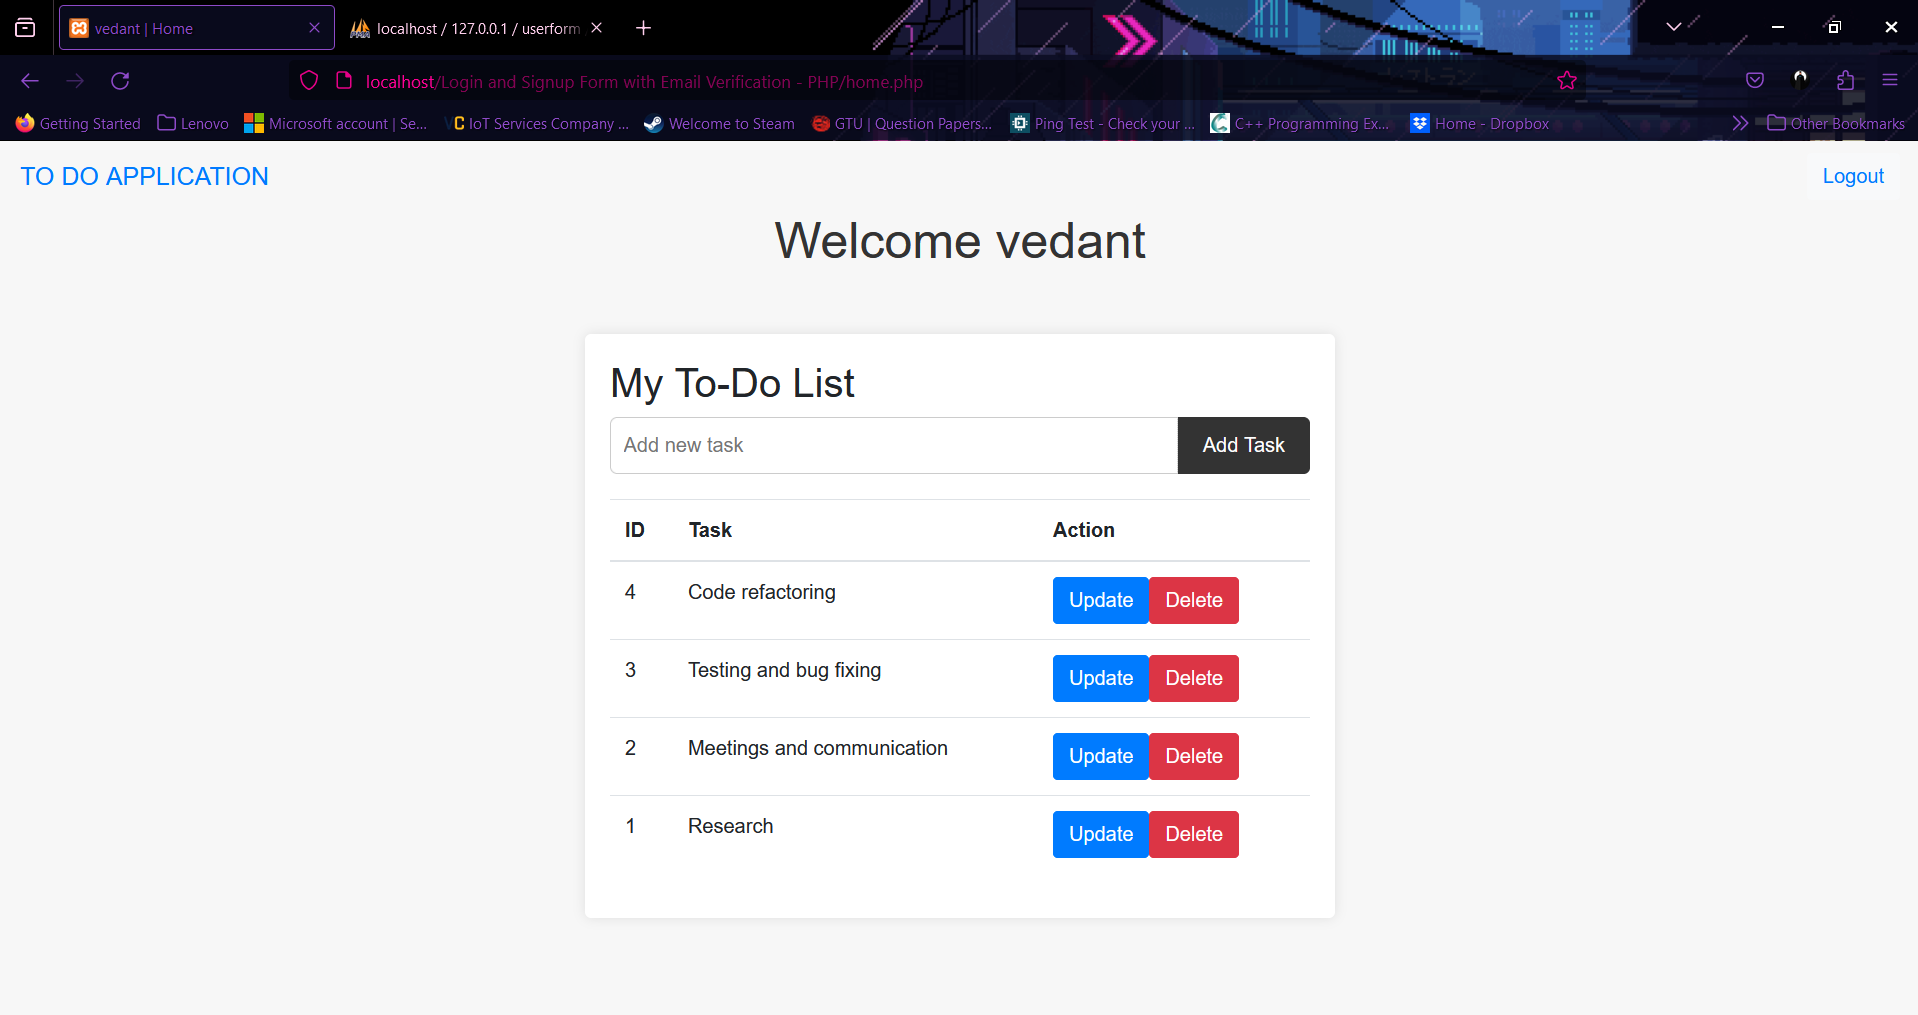 vedant | Home
localhost / 127.0.0.1 / userform
localhost/Login and Signup Form with Email Verification - PHP/home.php
Getting Started Lenovo Microsoft account | Se... IoT Services Company ... Welcome to Steam GTU | Question Papers... Ping Test - Check your ... C++ Programming Ex... Home - Dropbox Other Bookmarks
TO DO APPLICATION Logout
Welcome vedant
My To-Do List
Add new task Add Task
ID Task Action
4 Code refactoring Update Delete
3 Testing and bug fixing Update Delete
2 Meetings and communication Update Delete
1 Research Update Delete